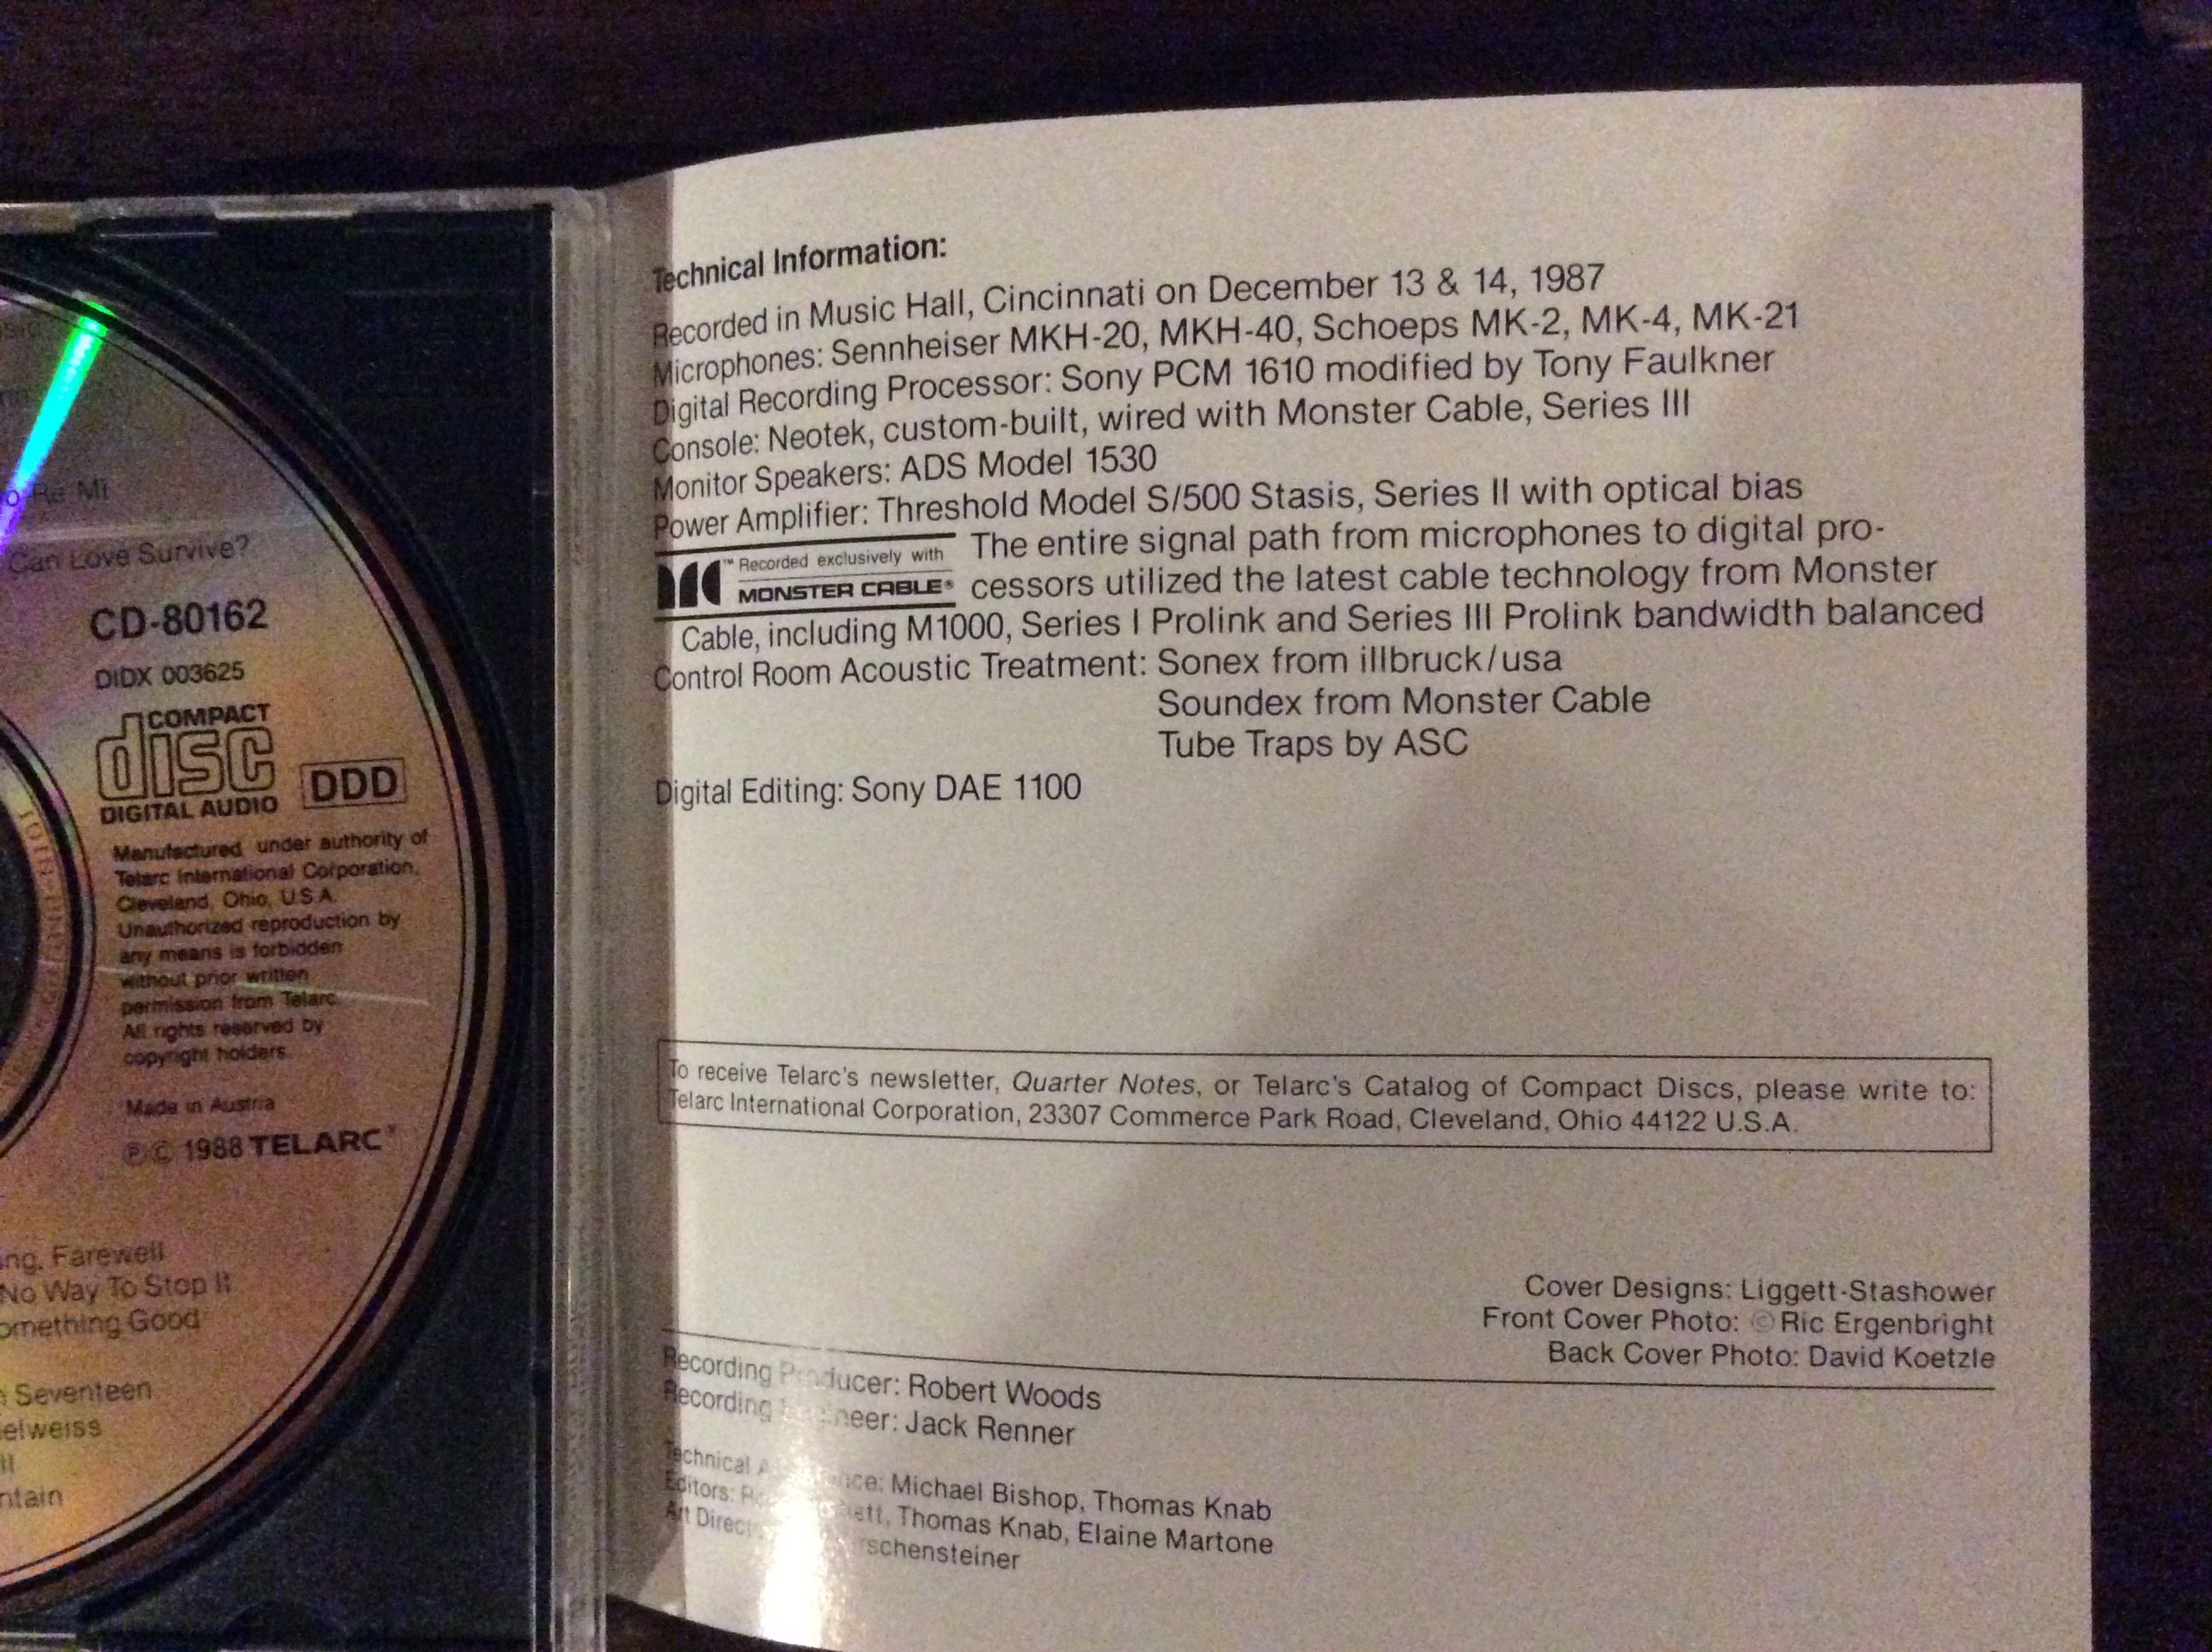 Do-Re-Mi
Can Love Survive?
CD-80162
DIDX 003625
COMPACT
disc
DIGITAL AUDIO
DDD
Manufactured under authority of
Telarc International Corporation,
Cleveland, Ohio, U.S.A.
Unauthorized reproduction by
any means is forbidden
without prior written
permission from Telarc.
All rights reserved by
copyright holders.
Made in Austria
℗© 1988 TELARC®
Farewell
No Way To Stop It
Something Good
Seventeen
Technical Information:
Recorded in Music Hall, Cincinnati on December 13 & 14, 1987
Microphones: Sennheiser MKH-20, MKH-40, Schoeps MK-2, MK-4, MK-21
Digital Recording Processor: Sony PCM 1610 modified by Tony Faulkner
Console: Neotek, custom-built, wired with Monster Cable, Series III
Monitor Speakers: ADS Model 1530
Power Amplifier: Threshold Model S/500 Stasis, Series II with optical bias
™ Recorded exclusively with
MONSTER CABLE®
The entire signal path from microphones to digital pro-
cessors utilized the latest cable technology from Monster
Cable, including M1000, Series I Prolink and Series III Prolink bandwidth balanced
Control Room Acoustic Treatment: Sonex from illbruck/usa
Soundex from Monster Cable
Tube Traps by ASC
Digital Editing: Sony DAE 1100
To receive Telarc's newsletter, Quarter Notes, or Telarc's Catalog of Compact Discs, please write to:
Telarc International Corporation, 23307 Commerce Park Road, Cleveland, Ohio 44122 U.S.A.
Cover Designs: Liggett-Stashower
Front Cover Photo: © Ric Ergenbright
Back Cover Photo: David Koetzle
Recording Producer: Robert Woods
Recording Engineer: Jack Renner
Technical Michael Bishop, Thomas Knab
Editors: Thomas Knab, Elaine Martone
Art